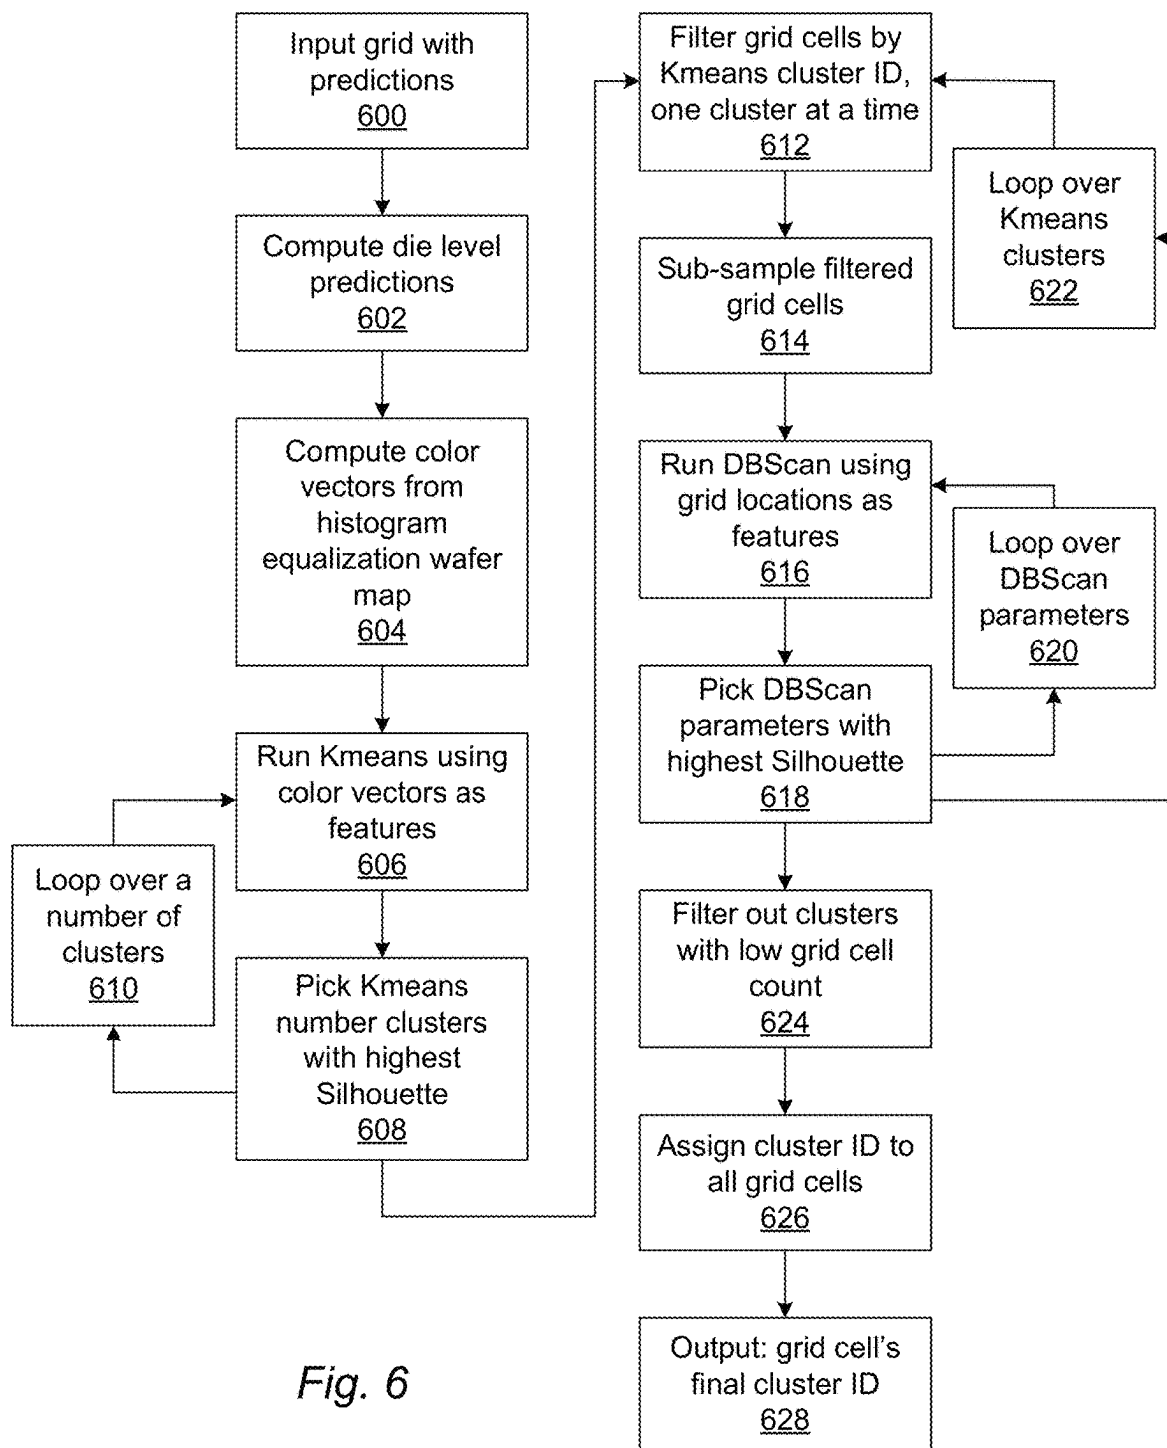 Input grid with
predictions
600
Compute die level
predictions
602
Compute color
vectors from
histogram
equalization wafer
map
604
Run Kmeans using
color vectors as
features
606
Loop over a
number of
clusters
610
Pick Kmeans
number clusters
with highest
Silhouette
608
Filter grid cells by
Kmeans cluster ID,
one cluster at a time
612
Loop over
Kmeans
clusters
622
Sub-sample filtered
grid cells
614
Run DBScan using
grid locations as
features
616
Loop over
DBScan
parameters
620
Pick DBScan
parameters with
highest Silhouette
618
Filter out clusters
with low grid cell
count
624
Assign cluster ID to
all grid cells
626
Output: grid cell's
final cluster ID
628
Fig. 6